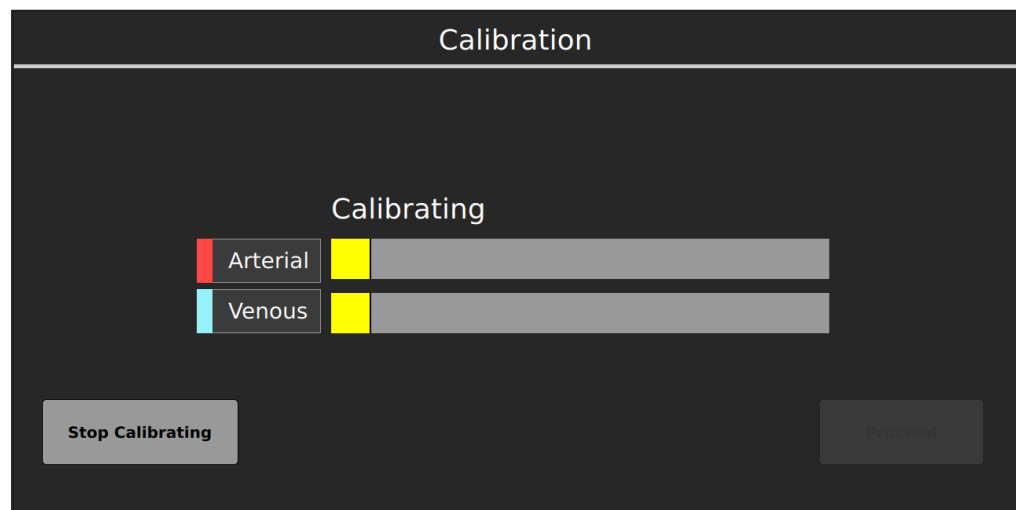 Calibration
Calibrating
Arterial
Venous
Stop Calibrating
Proceed